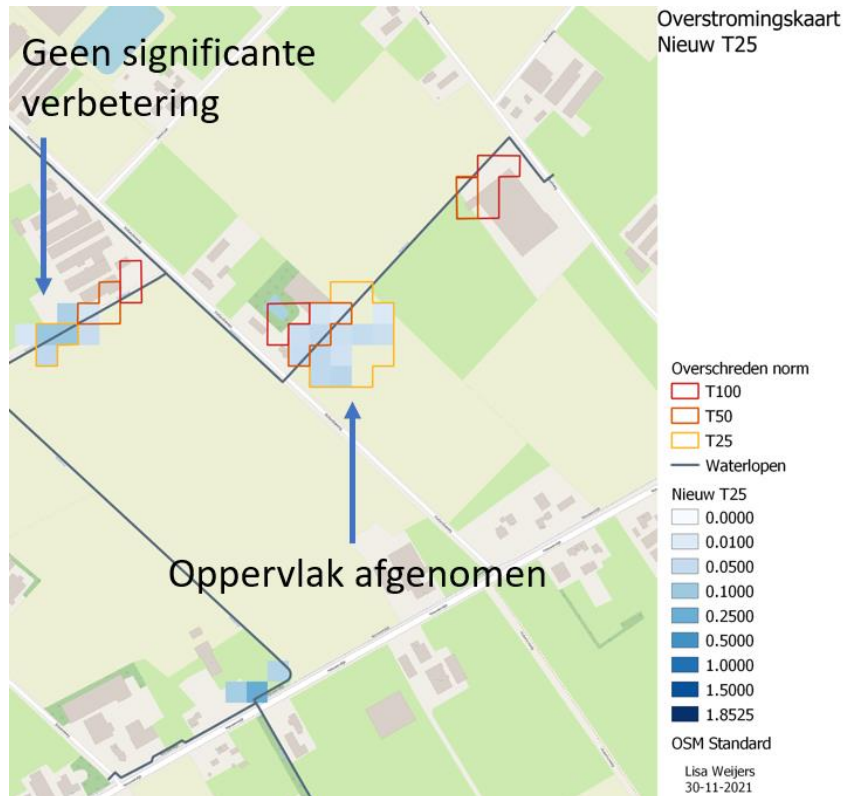 Overstromingskaart
Nieuw T25
Geen significante
verbetering
Oppervlak afgenomen
Overschreden norm
T100
T50
T25
Waterlopen
Nieuw T25
0.0000
0.0100
0.0500
0.1000
0.2500
0.5000
1.0000
1.5000
1.8525
OSM Standard
Lisa Weijers
30-11-2021